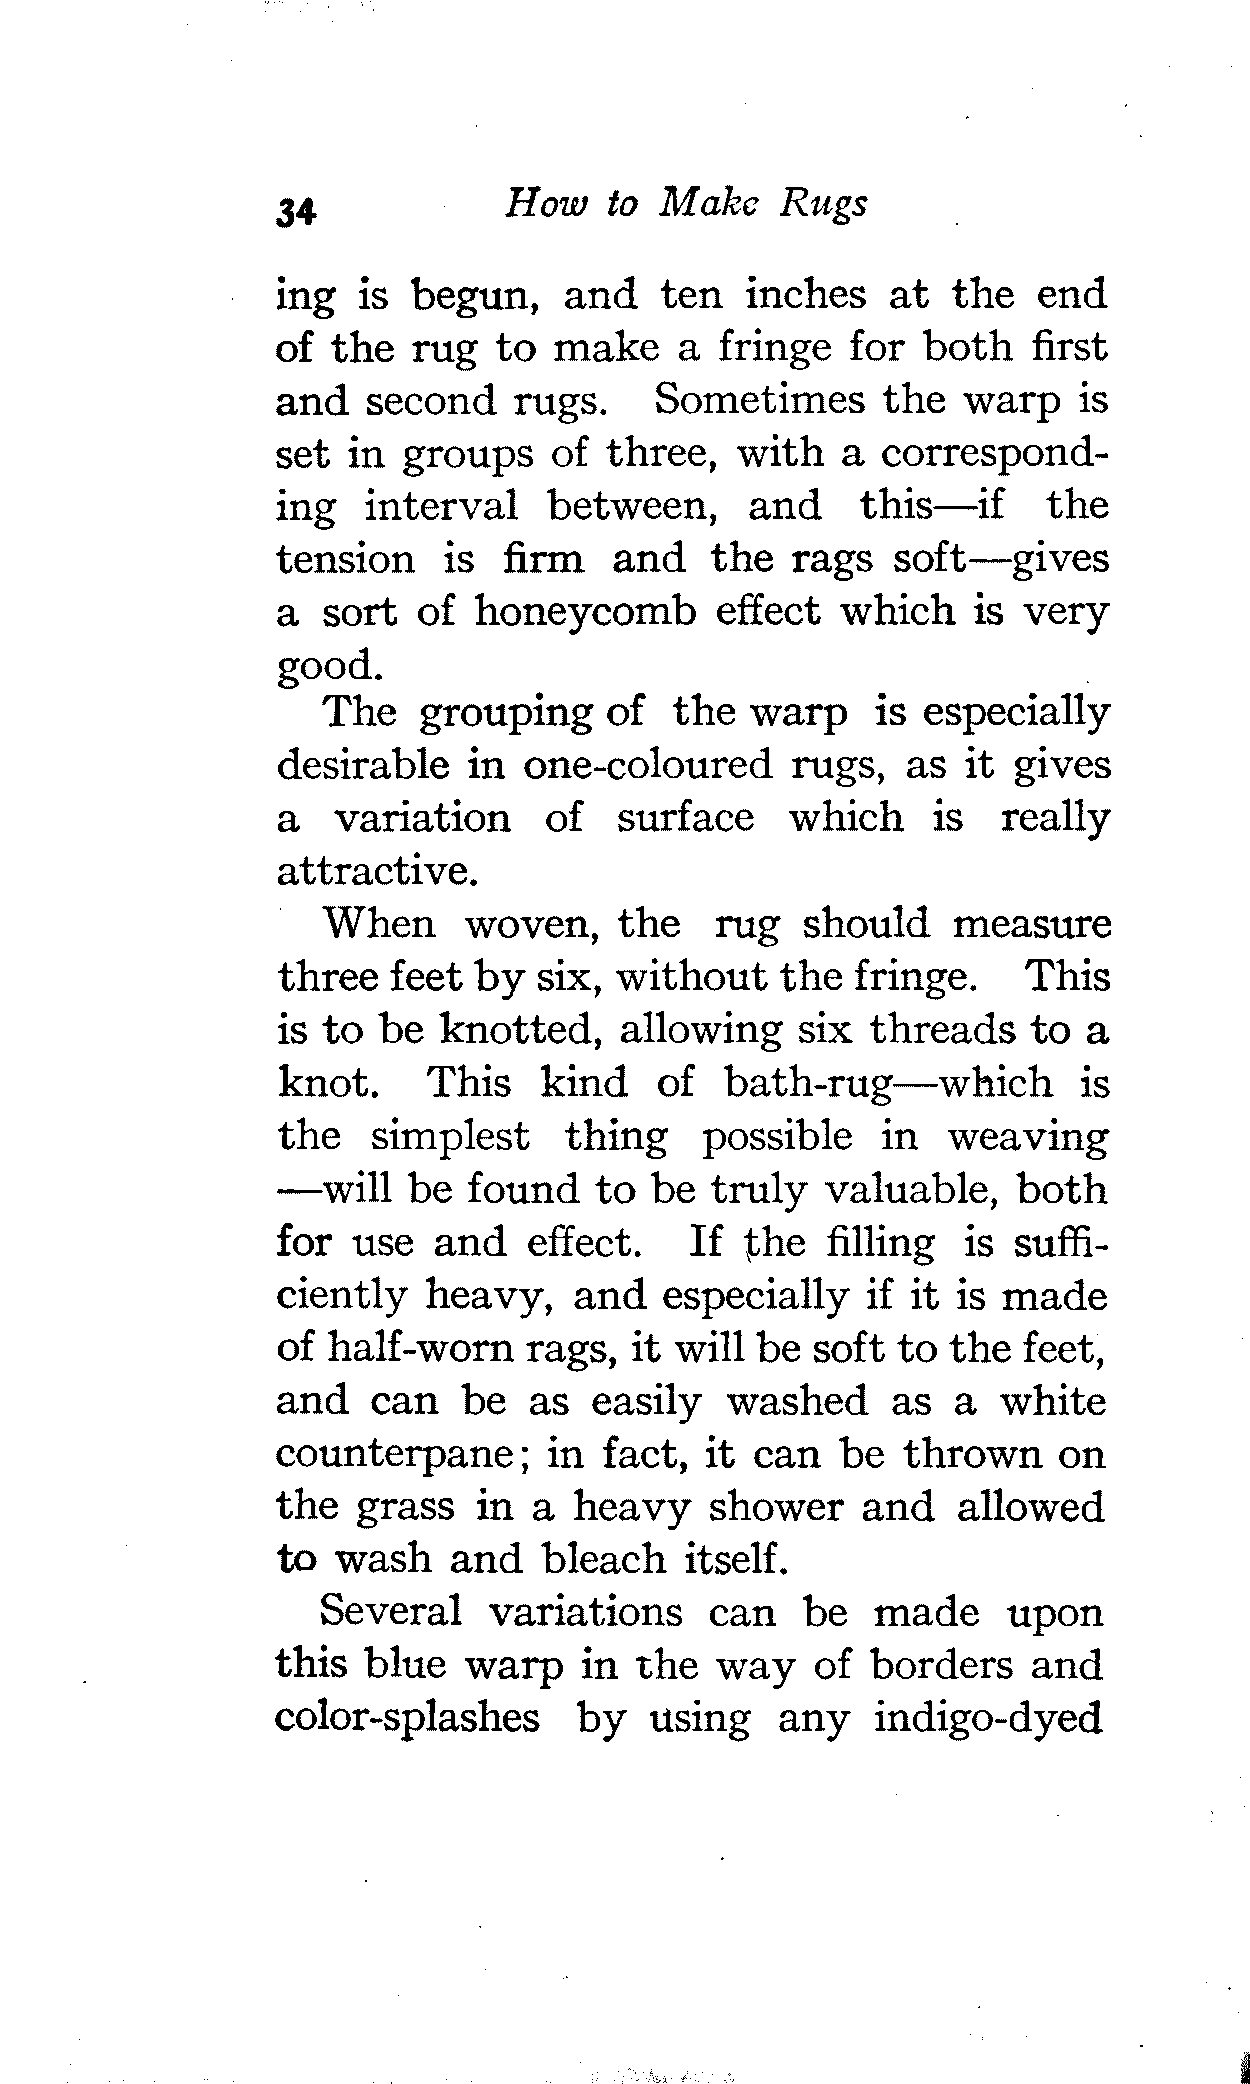 34 How to Make Rugs
ing is begun, and ten inches at the end
of the rug to make a fringe for both first
and second rugs. Sometimes the warp is
set in groups of three, with a correspond-
ing interval between, and this—if the
tension is firm and the rags soft—gives
a sort of honeycomb effect which is very
good.
The grouping of the warp is especially
desirable in one-coloured rugs, as it gives
a variation of surface which is really
attractive.
When woven, the rug should measure
three feet by six, without the fringe. This
is to be knotted, allowing six threads to a
knot. This kind of bath-rug—which is
the simplest thing possible in weaving
—will be found to be truly valuable, both
for use and effect. If the filling is suffi-
ciently heavy, and especially if it is made
of half-worn rags, it will be soft to the feet,
and can be as easily washed as a white
counterpane; in fact, it can be thrown on
the grass in a heavy shower and allowed
to wash and bleach itself.
Several variations can be made upon
this blue warp in the way of borders and
color-splashes by using any indigo-dyed